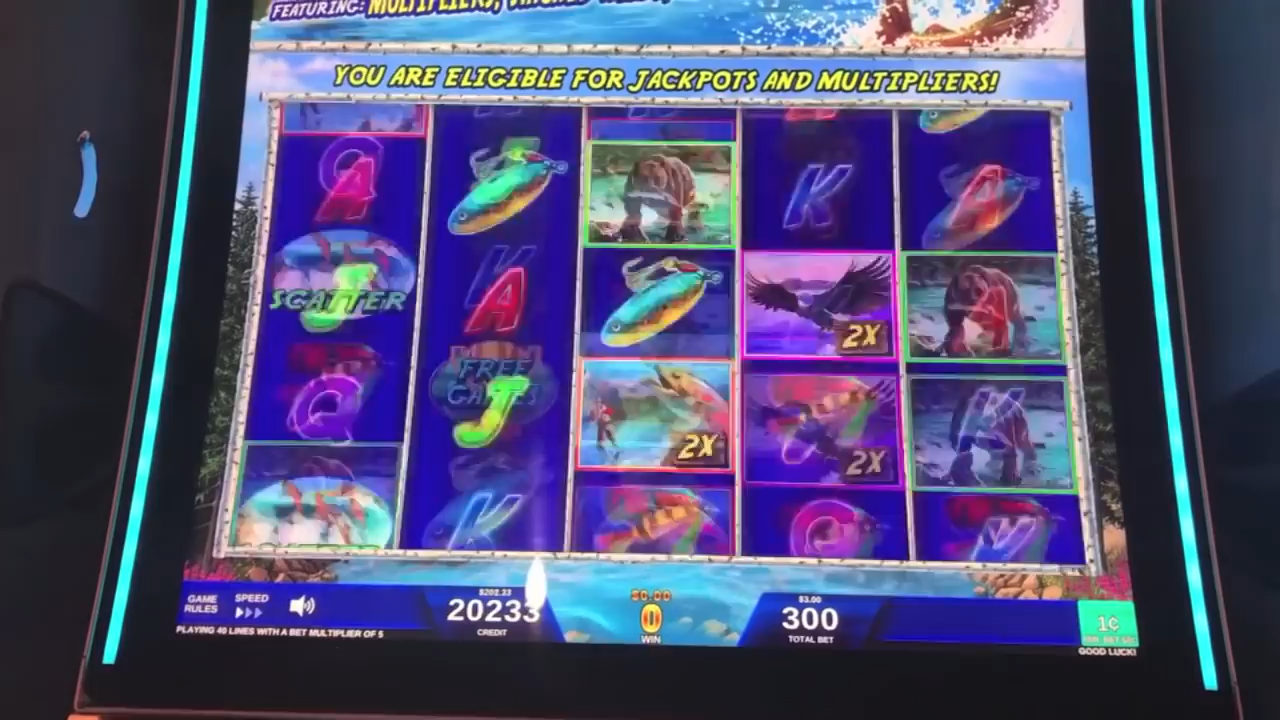 FEATURING: MULTIPLIERS,
YOU ARE ELIGIBLE FOR JACKPOTS AND MULTIPLIERS!
A
K
A
SCATTER
J
A
2X
A
Q
FREE
GAMES
J
2X
2X
K
K
Q
GAME
RULES
SPEED
$202.33
20233
CREDIT
$0.00
0
WIN
$3.00
300
TOTAL BET
1¢
PLAYING 40 LINES WITH A BET MULTIPLIER OF 5
GOOD LUCK!